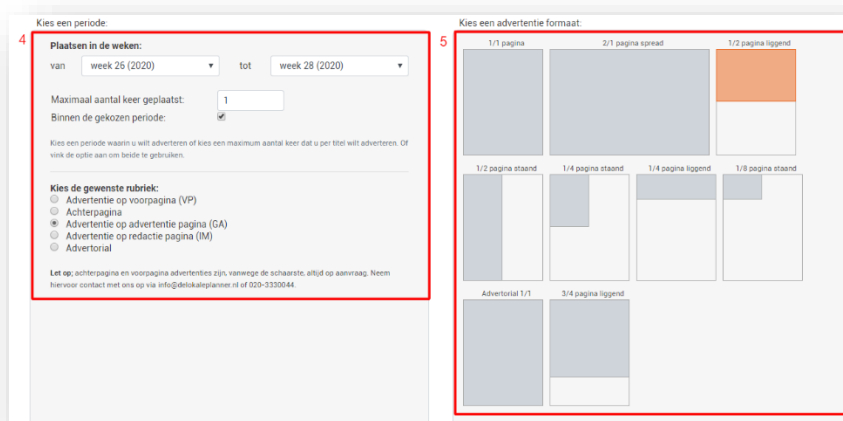 Kies een periode:
4
Plaatsen in de weken:
van week 26 (2020) tot week 28 (2020)
Maximaal aantal keer geplaatst: 1
Binnen de gekozen periode:
Kies een periode waarin u wilt adverteren of kies een maximum aantal keer dat u per titel wilt adverteren. Of
vink de optie aan om beide te gebruiken.
Kies de gewenste rubriek:
Advertentie op voorpagina (VP)
Achterpagina
Advertentie op advertentie pagina (GA)
Advertentie op redactie pagina (IM)
Advertorial
Let op; achterpagina en voorpagina advertenties zijn, vanwege de schaarste, altijd op aanvraag. Neem
hiervoor contact met ons op via info@delokaleplanner.nl of 020-3330044.
Kies een advertentie formaat:
5
1/1 pagina 2/1 pagina spread 1/2 pagina liggend
1/2 pagina staand 1/4 pagina staand 1/4 pagina liggend 1/8 pagina staand
Advertorial 1/1 3/4 pagina liggend